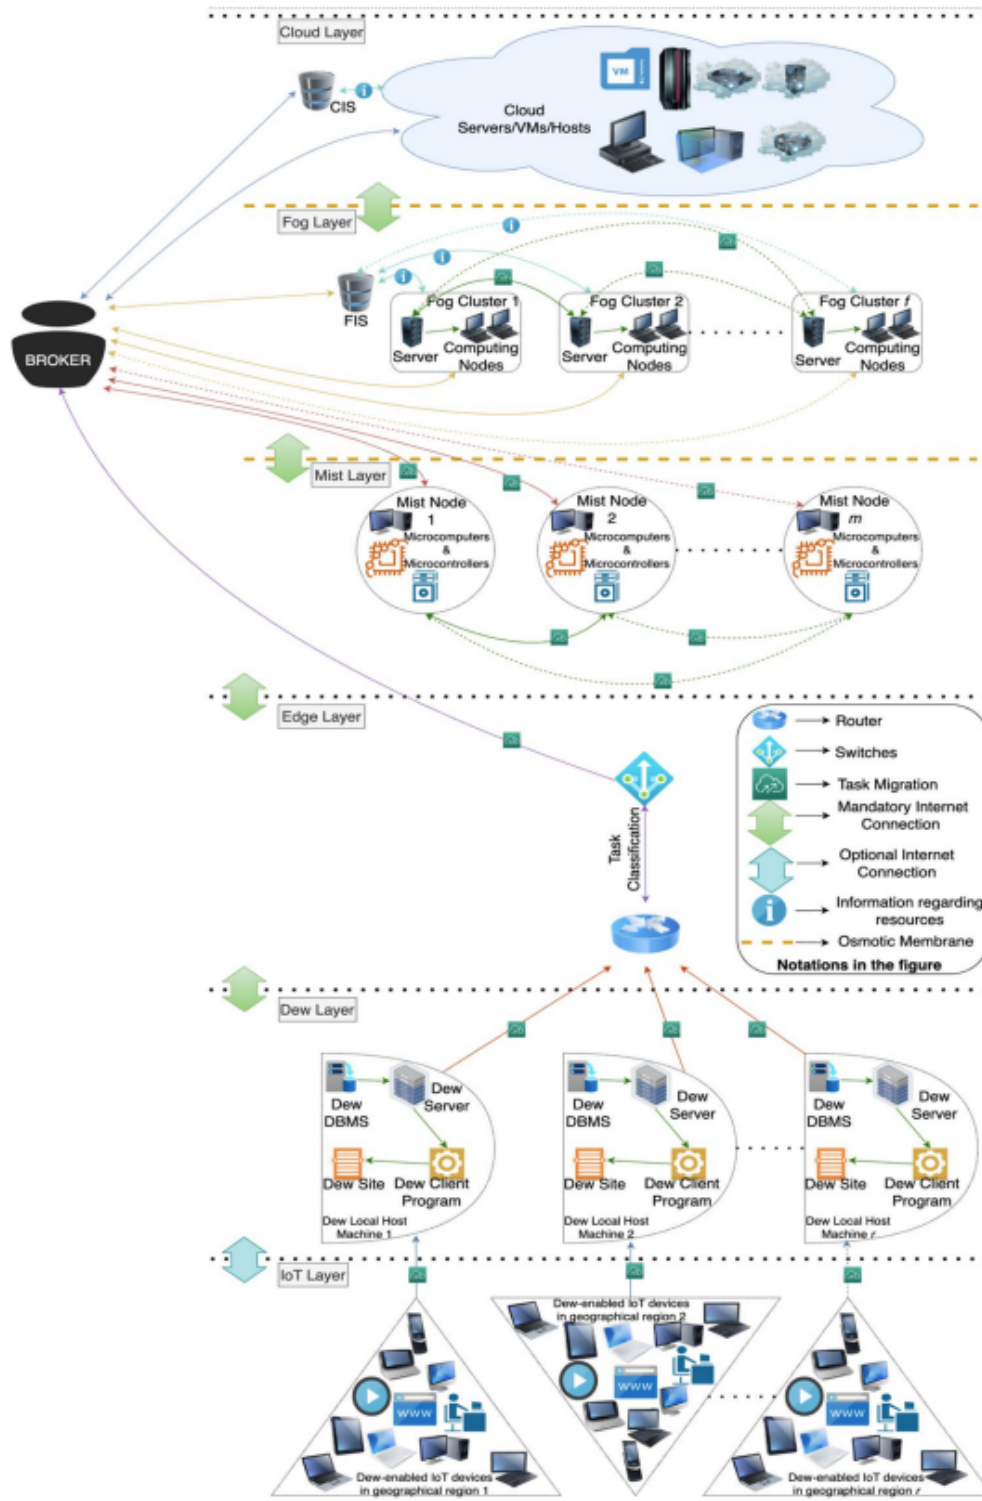 Cloud Layer
VM
CIS
Cloud
Servers/VMs/Hosts
Fog Layer
FIS
Fog Cluster 1
Server
Computing
Nodes
Fog Cluster 2
Server
Computing
Nodes
Fog Cluster f
Server
Computing
Nodes
BROKER
Mist Layer
Mist Node
1
Microcomputers
&
Microcontrollers
Mist Node
2
Microcomputers
&
Microcontrollers
Mist Node
m
Microcomputers
&
Microcontrollers
Edge Layer
Task
Classification
Router
Switches
Task Migration
Mandatory Internet
Connection
Optional Internet
Connection
Information regarding
resources
Osmotic Membrane
Notations in the figure
Dew Layer
Dew
DBMS
Dew
Server
Dew Site
Dew Client
Program
Dew Local Host
Machine 1
Dew
DBMS
Dew
Server
Dew Site
Dew Client
Program
Dew Local Host
Machine 2
Dew
DBMS
Dew
Server
Dew Site
Dew Client
Program
Dew Local Host
Machine r
IoT Layer
Dew-enabled IoT devices
in geographical region 2
www
www
www
Dew-enabled IoT devices
in geographical region 1
Dew-enabled IoT devices
in geographical region r